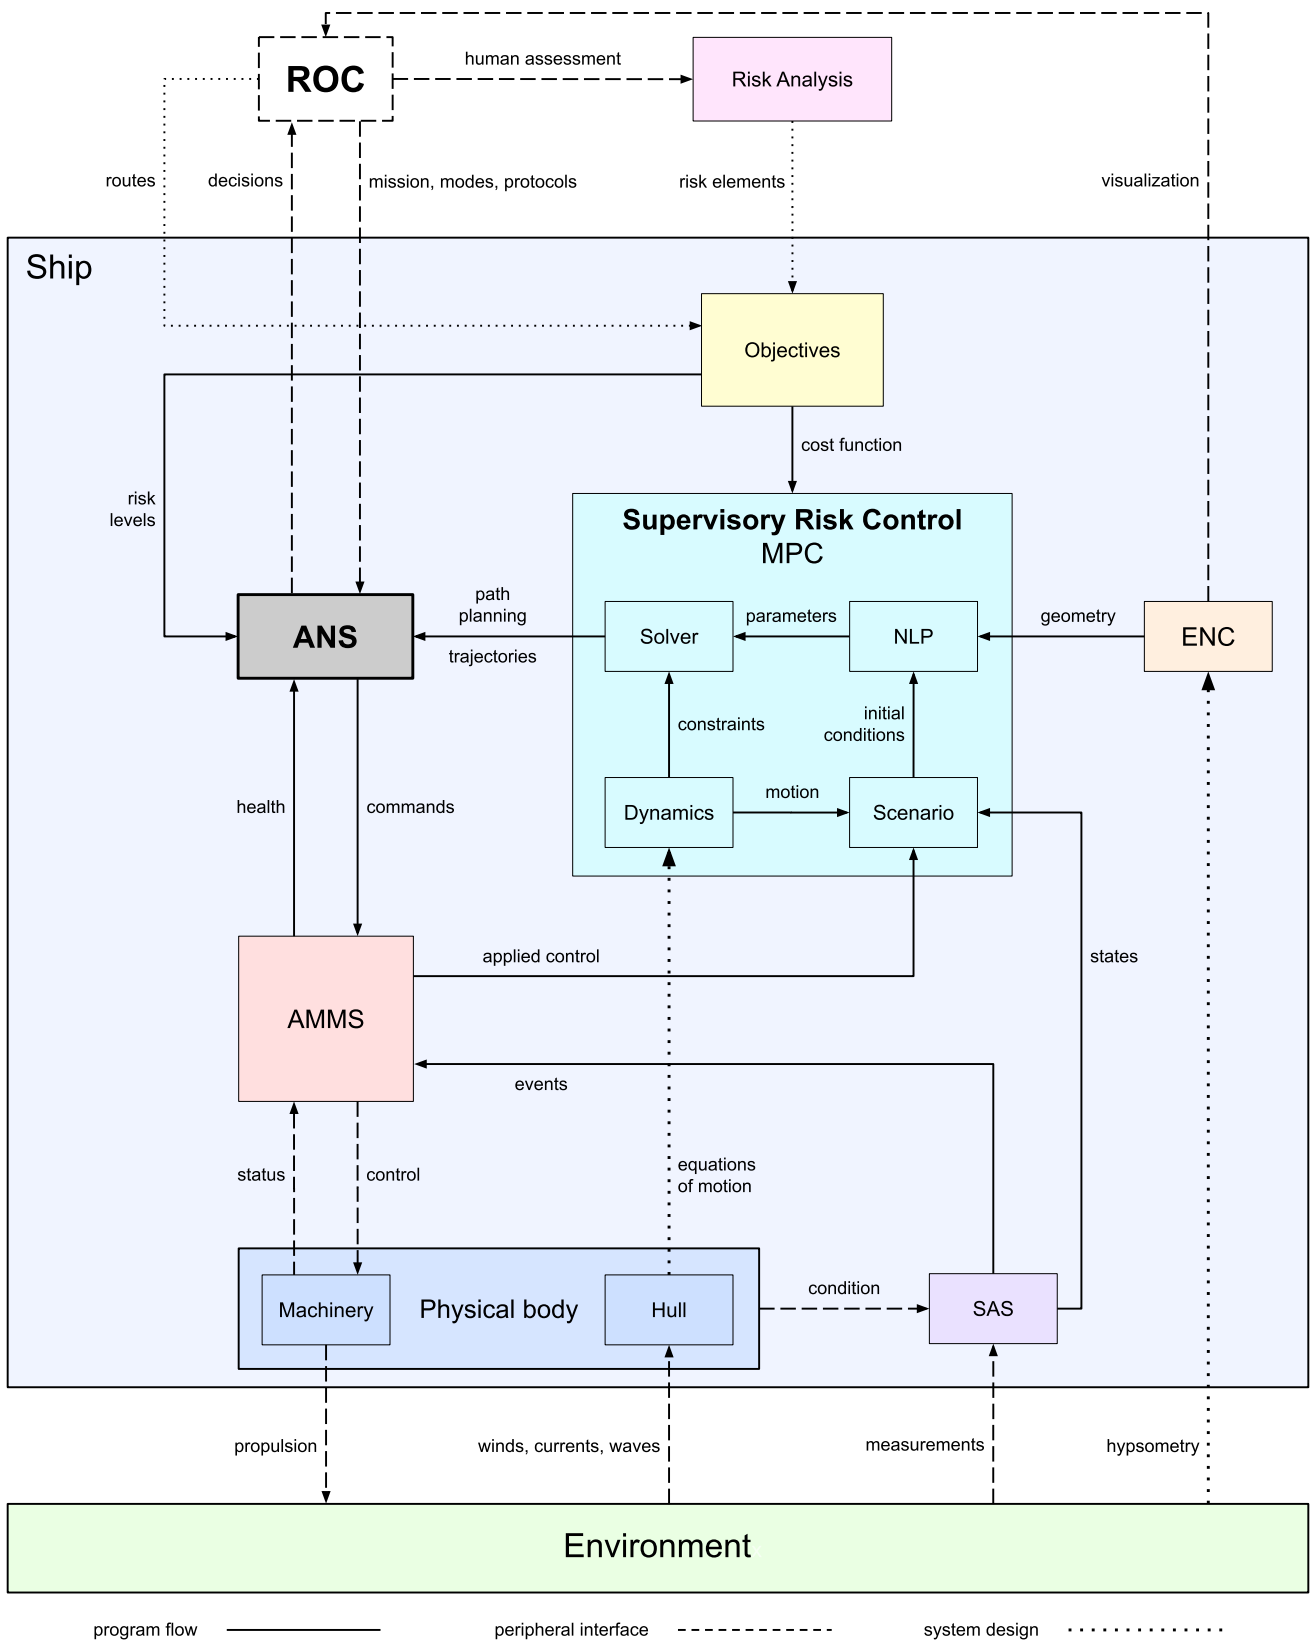 ROC
human assessment
Risk Analysis
routes
decisions
mission, modes, protocols
risk elements
visualization
Ship
Objectives
cost function
risk
levels
Supervisory Risk Control
MPC
ANS
path
planning
trajectories
Solver
parameters
NLP
geometry
ENC
constraints
initial
conditions
Dynamics
motion
Scenario
health
commands
applied control
states
AMMS
events
status
control
equations
of motion
Machinery
Physical body
Hull
condition
SAS
propulsion
winds, currents, waves
measurements
hypsometry
Environment
program flow
peripheral interface
system design